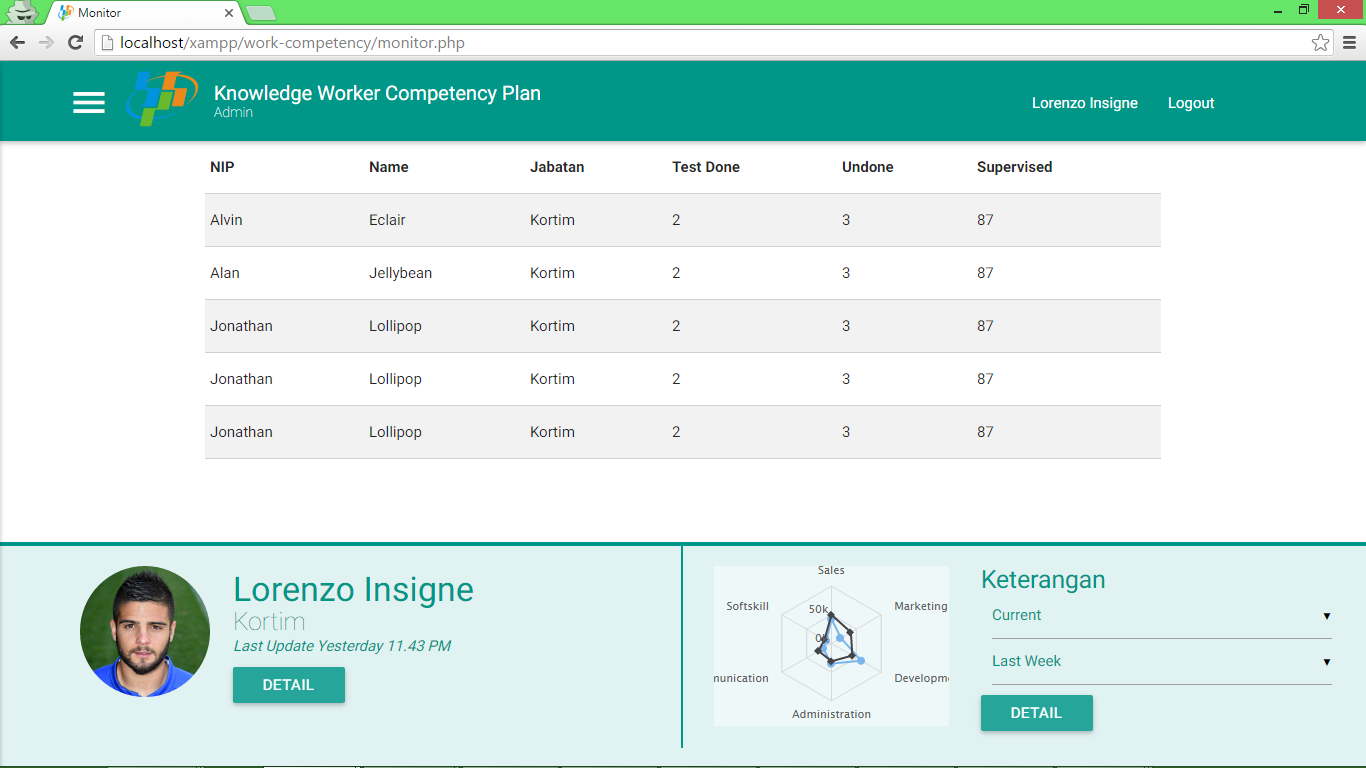 Monitor
localhost/xampp/work-competency/monitor.php
Knowledge Worker Competency Plan
Admin
Lorenzo Insigne Logout
NIP Name Jabatan Test Done Undone Supervised
Alvin Eclair Kortim 2 3 87
Alan Jellybean Kortim 2 3 87
Jonathan Lollipop Kortim 2 3 87
Jonathan Lollipop Kortim 2 3 87
Jonathan Lollipop Kortim 2 3 87
Lorenzo Insigne
Kortim
Last Update Yesterday 11.43 PM
DETAIL
Sales
Softskill Marketing
50k
0k
munication Developme
Administration
Keterangan
Current
Last Week
DETAIL